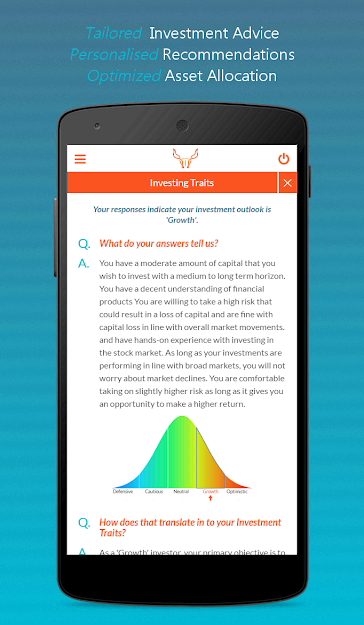 Tailored Investment Advice
Personalised Recommendations
Optimized Asset Allocation
Investing Traits
Your responses indicate your investment outlook is
'Growth'.
Q. What do your answers tell us?
A. You have a moderate amount of capital that you
wish to invest with a medium to long term horizon.
You have a decent understanding of financial
products You are willing to take a high risk that
could result in a loss of capital and are fine with
capital loss in line with overall market movements.
and have hands-on experience with investing in
the stock market. As long as your investments are
performing in line with broad markets, you will not
worry about market declines. You are comfortable
taking on slightly higher risk as long as it gives you
an opportunity to make a higher return.
Defensive Cautious Neutral Growth Optimistic
Q. How does that translate in to your Investment
Traits?
A. As a 'Growth' investor, your primary objective is to